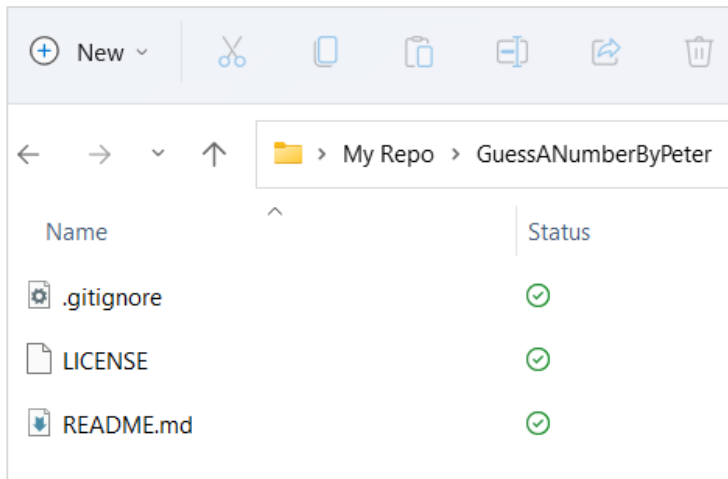 New
My Repo > GuessANumberByPeter
Name Status
.gitignore
LICENSE
README.md